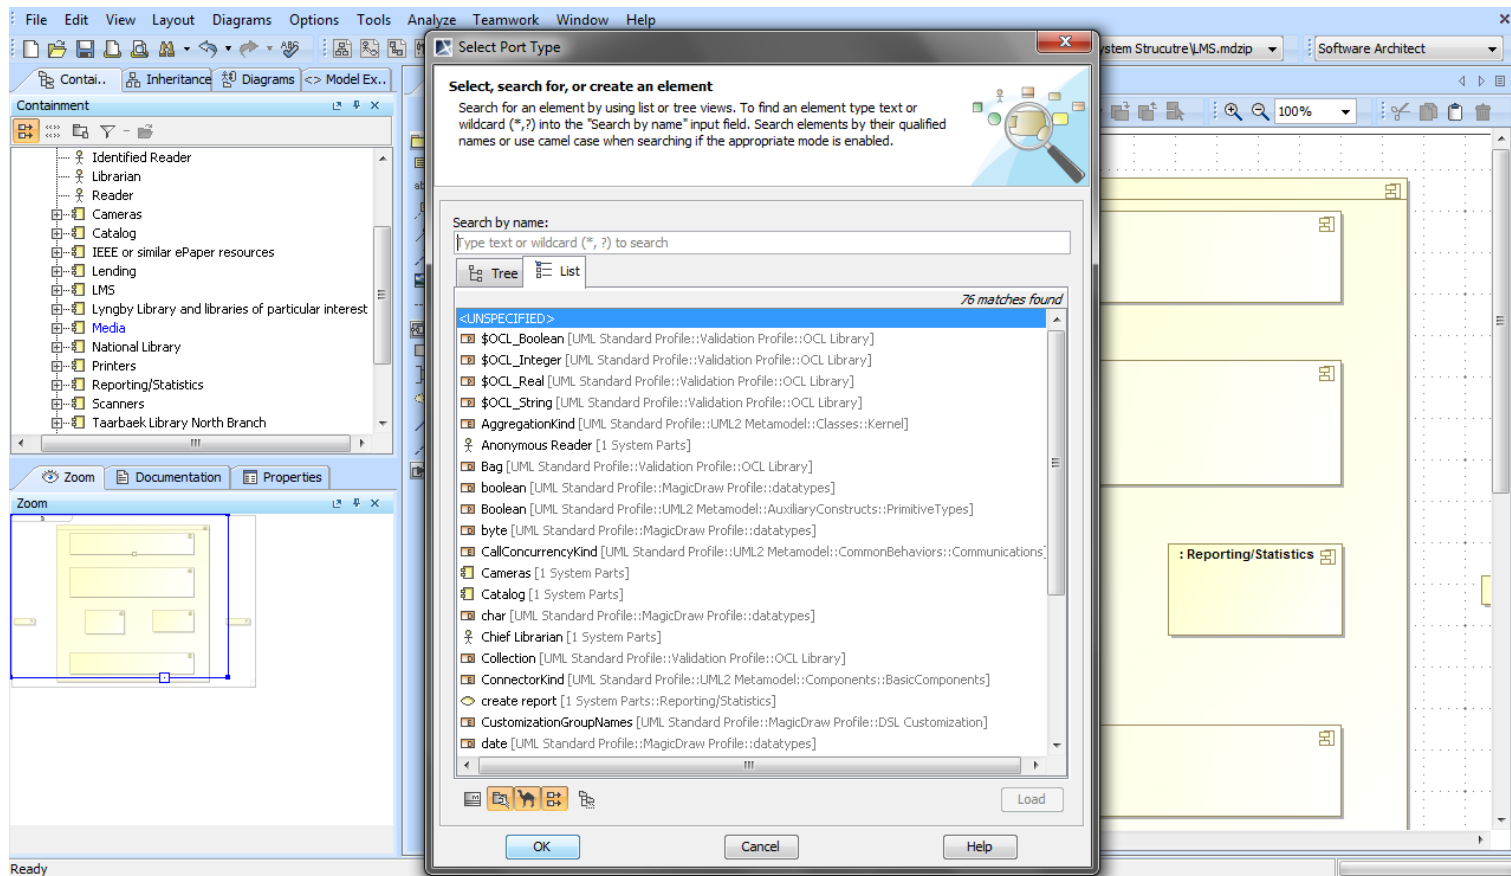 File Edit View Layout Diagrams Options Tools Analyze Teamwork Window Help
Select Port Type
ystem Strucutre\LMS.mdzip
Software Architect
Contai..
Inheritance
Diagrams
<> Model Ex..
Containment
100%
Identified Reader
Librarian
Reader
Cameras
Catalog
IEEE or similar ePaper resources
Lending
LMS
Lyngby Library and libraries of particular interest
Media
National Library
Printers
Reporting/Statistics
Scanners
Taarbaek Library North Branch
Zoom
Documentation
Properties
Zoom
Select, search for, or create an element
Search for an element by using list or tree views. To find an element type text or
wildcard (*,?) into the "Search by name" input field. Search elements by their qualified
names or use camel case when searching if the appropriate mode is enabled.
Search by name:
Type text or wildcard (*, ?) to search
Tree
List
76 matches found
<UNSPECIFIED>
$OCL_Boolean [UML Standard Profile::Validation Profile::OCL Library]
$OCL_Integer [UML Standard Profile::Validation Profile::OCL Library]
$OCL_Real [UML Standard Profile::Validation Profile::OCL Library]
$OCL_String [UML Standard Profile::Validation Profile::OCL Library]
AggregationKind [UML Standard Profile::UML2 Metamodel::Classes::Kernel]
Anonymous Reader [1 System Parts]
Bag [UML Standard Profile::Validation Profile::OCL Library]
boolean [UML Standard Profile::MagicDraw Profile::datatypes]
Boolean [UML Standard Profile::UML2 Metamodel::AuxiliaryConstructs::PrimitiveTypes]
byte [UML Standard Profile::MagicDraw Profile::datatypes]
CallConcurrencyKind [UML Standard Profile::UML2 Metamodel::CommonBehaviors::Communications]
Cameras [1 System Parts]
Catalog [1 System Parts]
char [UML Standard Profile::MagicDraw Profile::datatypes]
Chief Librarian [1 System Parts]
Collection [UML Standard Profile::Validation Profile::OCL Library]
ConnectorKind [UML Standard Profile::UML2 Metamodel::Components::BasicComponents]
create report [1 System Parts::Reporting/Statistics]
CustomizationGroupNames [UML Standard Profile::MagicDraw Profile::DSL Customization]
date [UML Standard Profile::MagicDraw Profile::datatypes]
Load
OK
Cancel
Help
: Reporting/Statistics
Ready